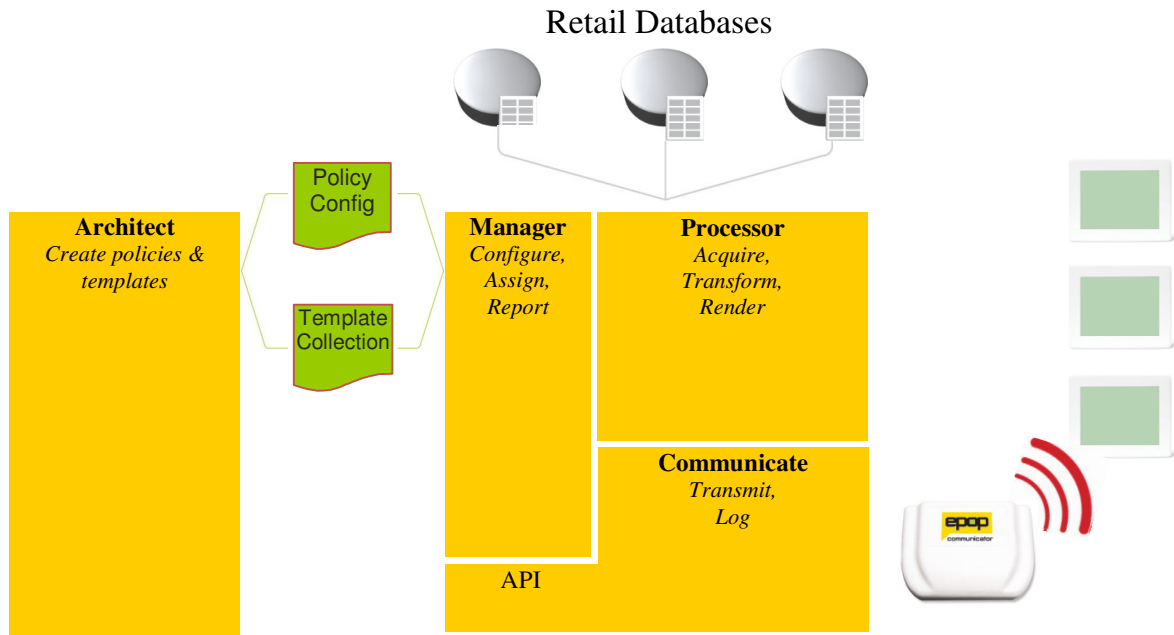 Retail Databases
Policy
Config
Architect
Create policies &
templates
Template
Collection
Manager
Configure,
Assign,
Report
Processor
Acquire,
Transform,
Render
Communicate
Transmit,
Log
API
epop
communicator